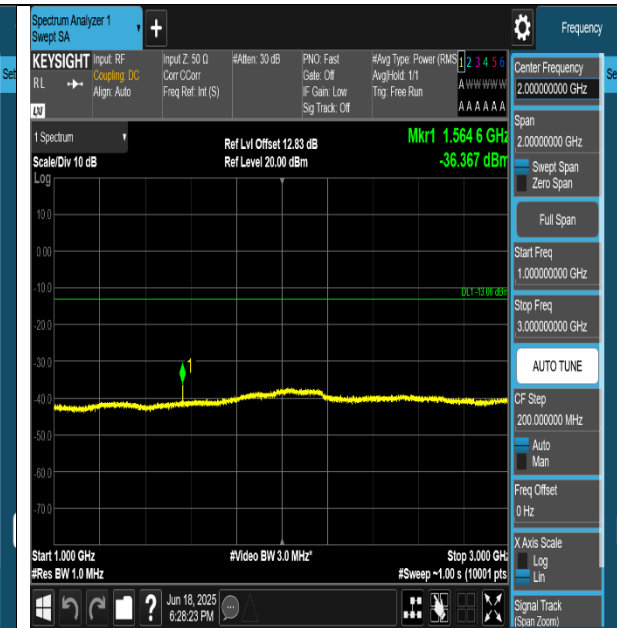 Spectrum Analyzer 1
Swept SA
+
Frequency
Set
Se
KEYSIGHT
RL
LXI
Input: RF
Coupling: DC
Align: Auto
Input Z: 50 Ω
Corr CCorr
Freq Ref: Int (S)
#Atten: 30 dB
PNO: Fast
Gate: Off
IF Gain: Low
Sig Track: Off
#Avg Type: Power (RMS
Avg|Hold: 1/1
Trig: Free Run
1 2 3 4 5 6
A W W W W W
A A A A A A
1 Spectrum
Scale/Div 10 dB
Log
Ref Lvl Offset 12.83 dB
Ref Level 20.00 dBm
Mkr1 1.564 6 GHz
-36.367 dBm
10.0
0.00
-10.0
DL1 -13.00 dBm
-20.0
-30.0
1
-40.0
-50.0
-60.0
-70.0
Start 1.000 GHz
#Video BW 3.0 MHz*
Stop 3.000 GHz
#Res BW 1.0 MHz
#Sweep ~1.00 s (10001 pts
?
Jun 18, 2025
6:28:23 PM
Center Frequency
2.000000000 GHz
Span
2.00000000 GHz
Swept Span
Zero Span
Full Span
Start Freq
1.000000000 GHz
Stop Freq
3.000000000 GHz
AUTO TUNE
CF Step
200.000000 MHz
Auto
Man
Freq Offset
0 Hz
X Axis Scale
Log
Lin
Signal Track
(Span Zoom)